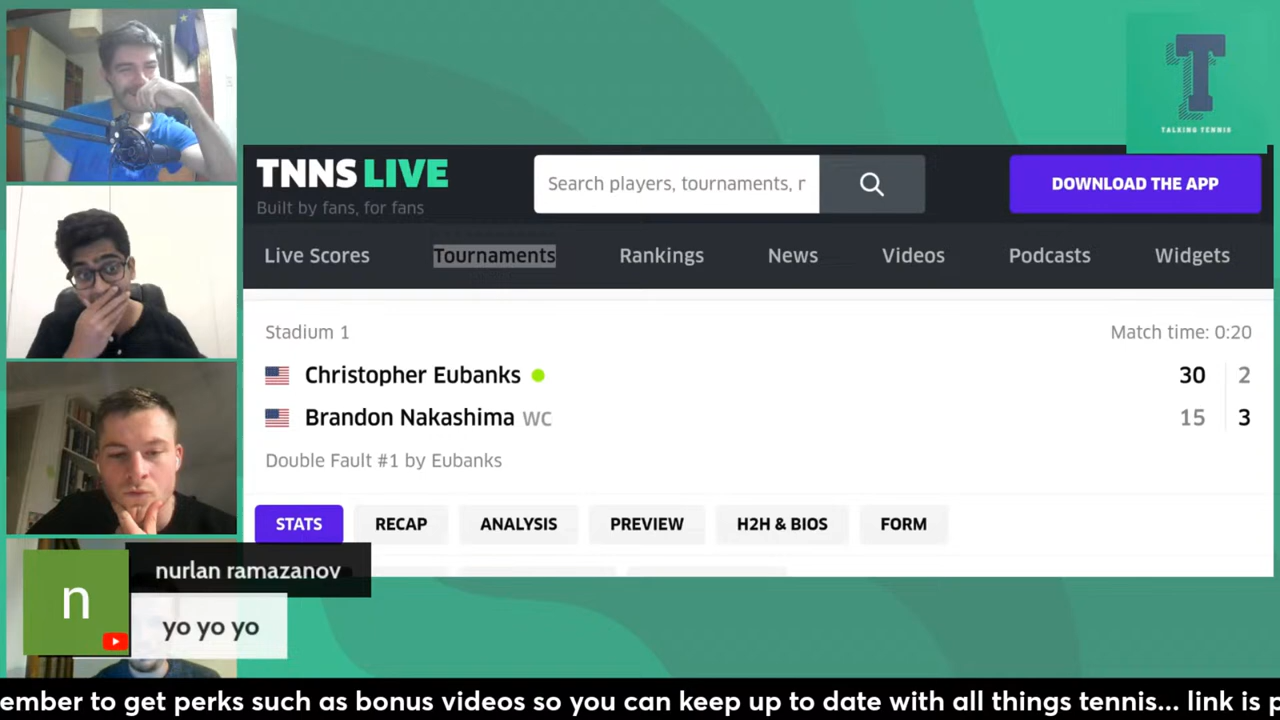 T
TALKING TENNIS
TNNS LIVE
Built by fans, for fans
Search players, tournaments, r
DOWNLOAD THE APP
Live Scores Tournaments Rankings News Videos Podcasts Widgets
Stadium 1 Match time: 0:20
Christopher Eubanks 30 2
Brandon Nakashima WC 15 3
Double Fault #1 by Eubanks
STATS RECAP ANALYSIS PREVIEW H2H & BIOS FORM
nurlan ramazanov
n
yo yo yo
ember to get perks such as bonus videos so you can keep up to date with all things tennis... link is p